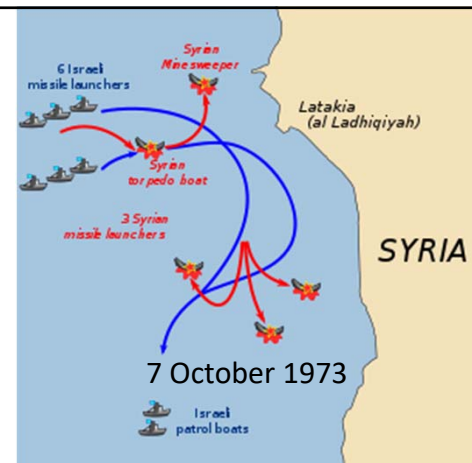 6 Israeli
missile launchers
Syrian
Minesweeper
Latakia
(al Ladhiqiyah)
Syrian
torpedo boat
3 Syrian
missile launchers
SYRIA
7 October 1973
Israeli
patrol boats